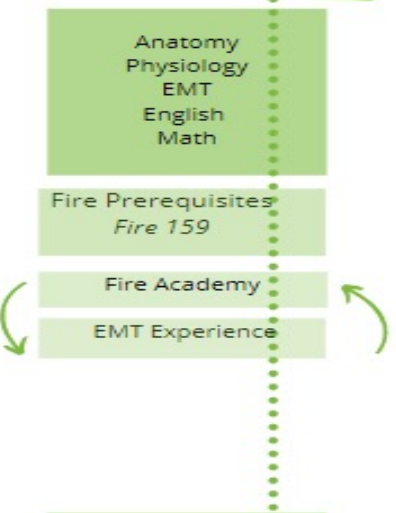 Anatomy
Physiology
EMT
English
Math
Fire Prerequisites
Fire 159
Fire Academy
EMT Experience